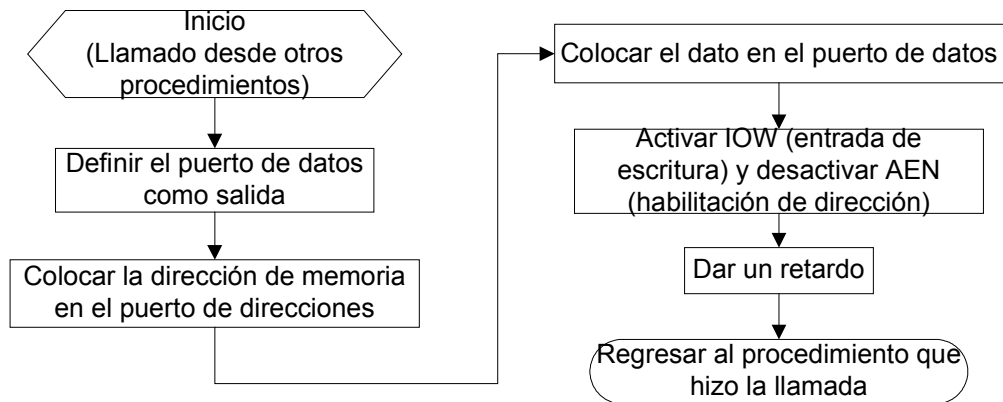 Inicio
(Llamado desde otros
procedimientos)
Definir el puerto de datos
como salida
Colocar la dirección de memoria
en el puerto de direcciones
Colocar el dato en el puerto de datos
Activar IOW (entrada de
escritura) y desactivar AEN
(habilitación de dirección)
Dar un retardo
Regresar al procedimiento que
hizo la llamada